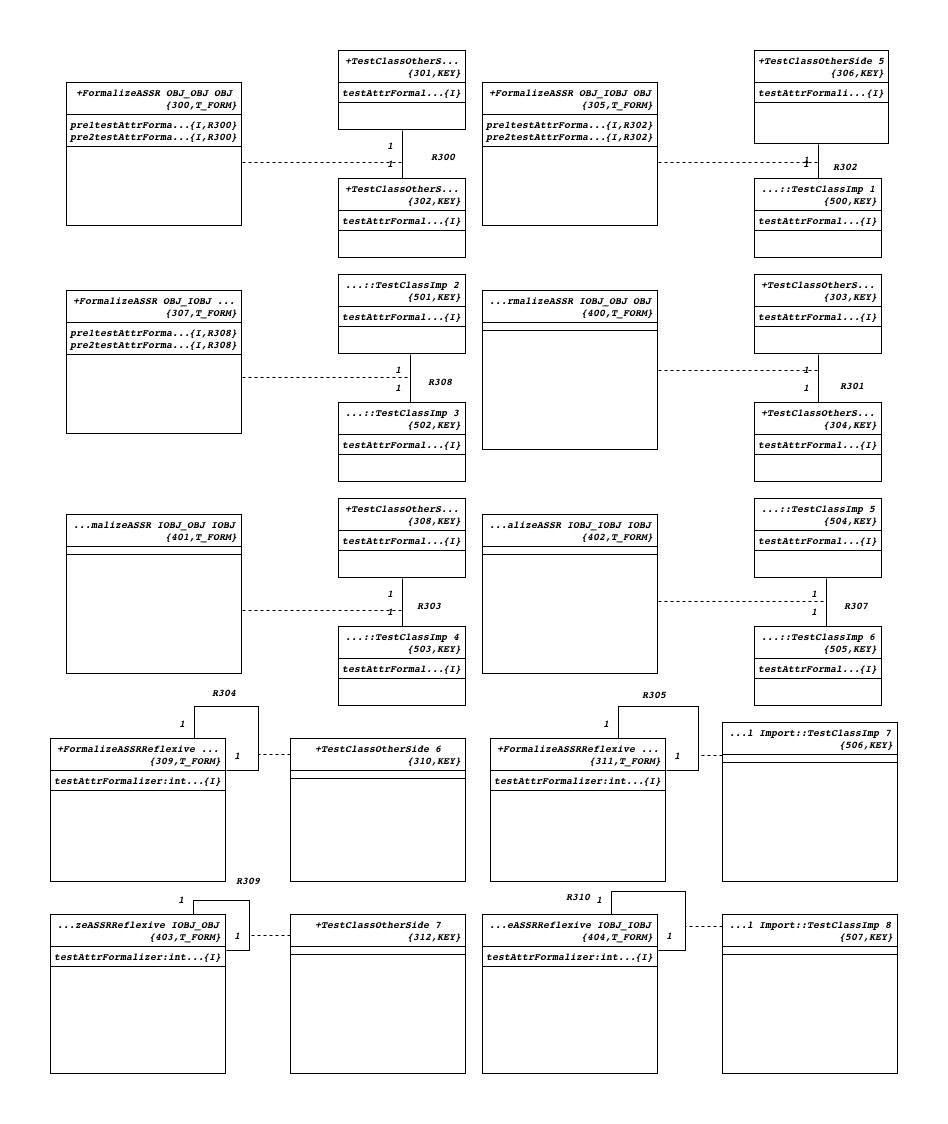 +TestClassOtherS...
{301,KEY}
testAttrFormal...{I}
+FormalizeASSR OBJ_OBJ OBJ
{300,T_FORM}
pre1testAttrForma...{I,R300}
pre2testAttrForma...{I,R300}
1
R300
1
+TestClassOtherS...
{302,KEY}
testAttrFormal...{I}
+TestClassOtherSide 5
{306,KEY}
testAttrFormali...{I}
+FormalizeASSR OBJ_IOBJ OBJ
{305,T_FORM}
pre1testAttrForma...{I,R302}
pre2testAttrForma...{I,R302}
1
1
R302
...::TestClassImp 1
{500,KEY}
testAttrFormal...{I}
...::TestClassImp 2
{501,KEY}
testAttrFormal...{I}
+FormalizeASSR OBJ_IOBJ ...
{307,T_FORM}
pre1testAttrForma...{I,R308}
pre2testAttrForma...{I,R308}
1
R308
1
...::TestClassImp 3
{502,KEY}
testAttrFormal...{I}
+TestClassOtherS...
{303,KEY}
testAttrFormal...{I}
...rmalizeASSR IOBJ_OBJ OBJ
{400,T_FORM}
1
1
R301
+TestClassOtherS...
{304,KEY}
testAttrFormal...{I}
+TestClassOtherS...
{308,KEY}
testAttrFormal...{I}
...malizeASSR IOBJ_OBJ IOBJ
{401,T_FORM}
1
R303
1
...::TestClassImp 4
{503,KEY}
testAttrFormal...{I}
...::TestClassImp 5
{504,KEY}
testAttrFormal...{I}
...alizeASSR IOBJ_IOBJ IOBJ
{402,T_FORM}
1
R307
1
...::TestClassImp 6
{505,KEY}
testAttrFormal...{I}
R304
1
+FormalizeASSRReflexive ...
{309,T_FORM}
1
testAttrFormalizer:int...{I}
+TestClassOtherSide 6
{310,KEY}
R305
1
+FormalizeASSRReflexive ...
{311,T_FORM}
1
testAttrFormalizer:int...{I}
...l Import::TestClassImp 7
{506,KEY}
R309
1
...zeASSRReflexive IOBJ_OBJ
{403,T_FORM}
1
testAttrFormalizer:int...{I}
+TestClassOtherSide 7
{312,KEY}
R310
1
...eASSRReflexive IOBJ_IOBJ
{404,T_FORM}
1
testAttrFormalizer:int...{I}
...l Import::TestClassImp 8
{507,KEY}